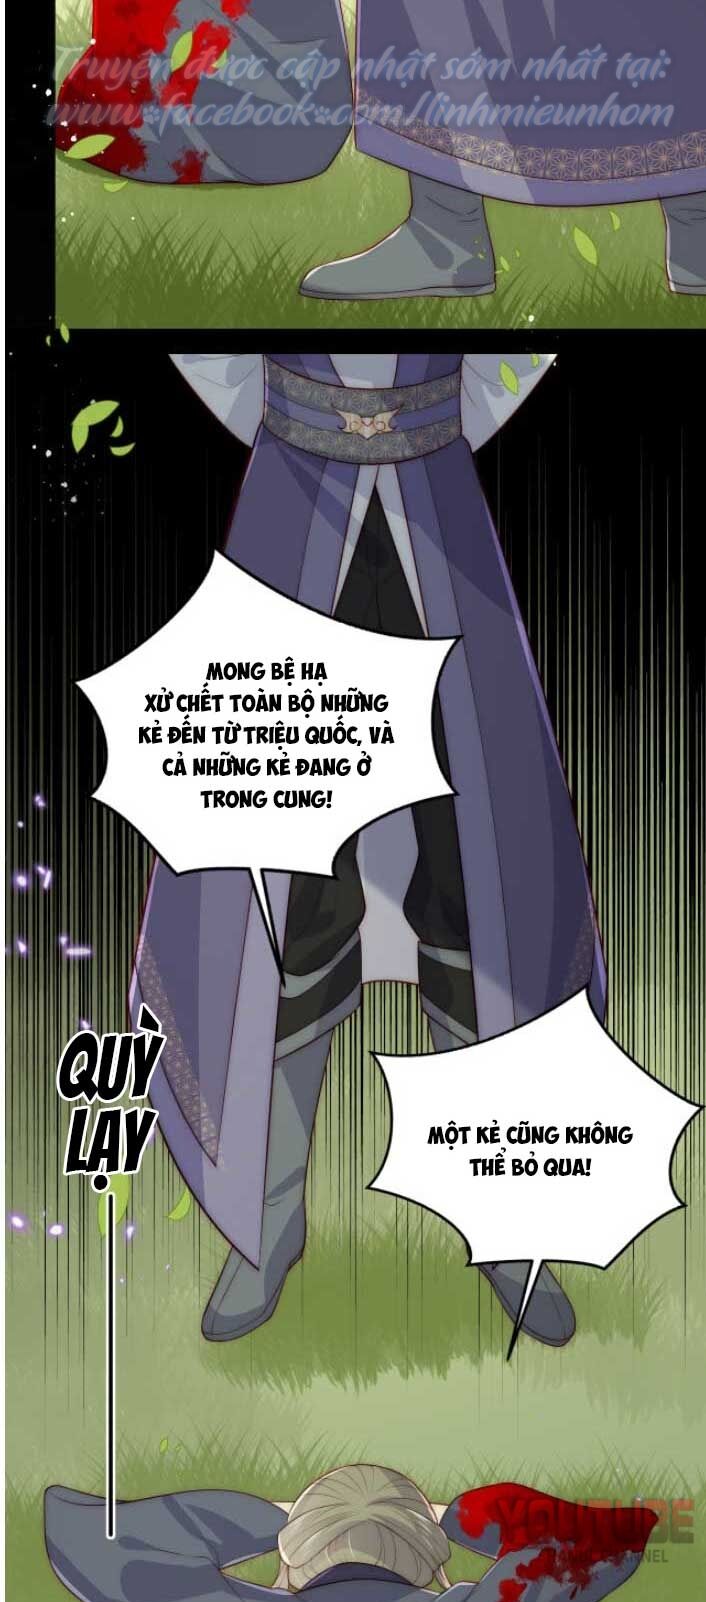 Truyện được cập nhật sớm nhất tại:
www.facebook.com/linhmieunhom
MONG BỆ HẠ
XỬ CHẾT TOÀN BỘ NHỮNG
KẺ ĐẾN TỪ TRIỆU QUỐC, VÀ
CẢ NHỮNG KẺ ĐANG Ở
TRONG CUNG!
QUỲ
LẠY
MỘT KẺ CŨNG KHÔNG
THỂ BỎ QUA!
YOUTUBE
CHANNEL